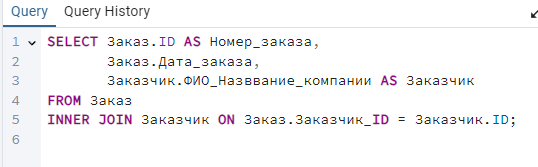 Query Query History
1 SELECT Заказ.ID AS Номер_заказа,
2 Заказ.Дата_заказа,
3 Заказчик.ФИО_Назввание_компании AS Заказчик
4 FROM Заказ
5 INNER JOIN Заказчик ON Заказ.Заказчик_ID = Заказчик.ID;
6